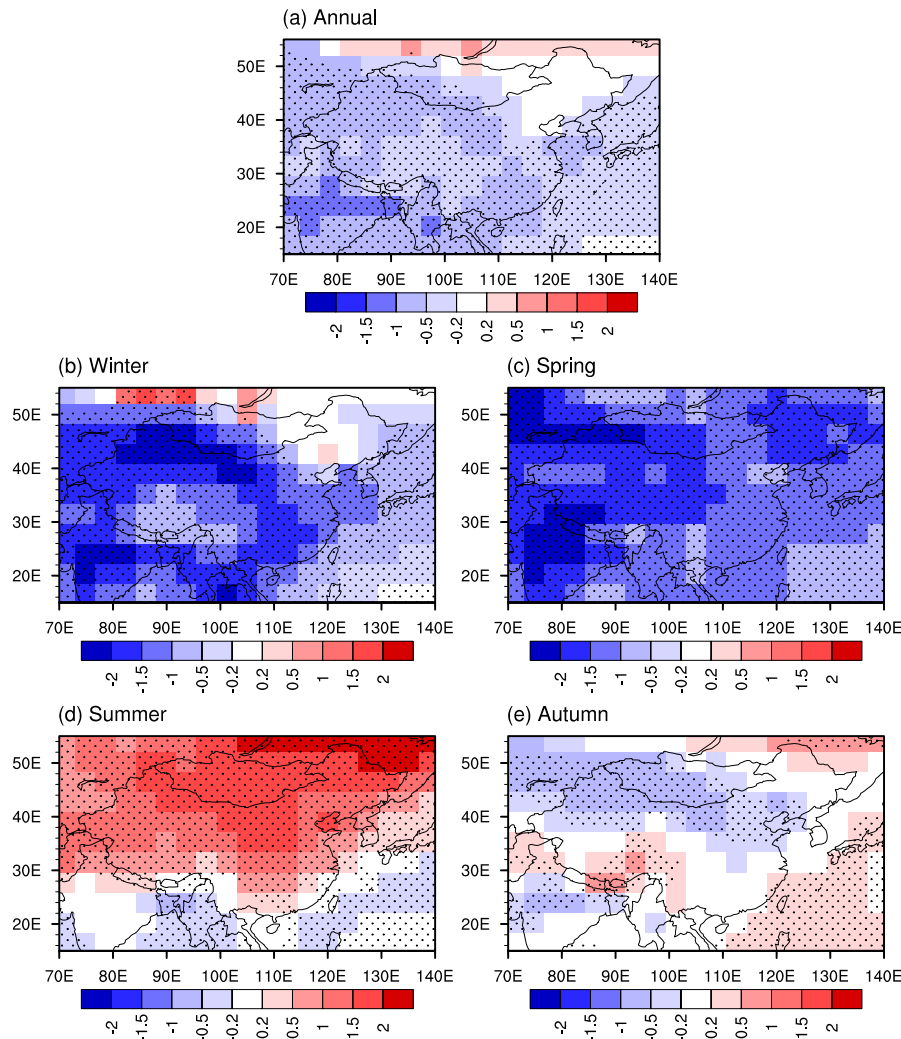 (a) Annual
50E
40E
30E
20E
70E 80E 90E 100E 110E 120E 130E 140E
-2 -1.5 -1 -0.5 -0.2 0.2 0.5 1 1.5 2
(b) Winter
50E
40E
30E
20E
70E 80E 90E 100E 110E 120E 130E 140E
-2 -1.5 -1 -0.5 -0.2 0.2 0.5 1 1.5 2
(c) Spring
50E
40E
30E
20E
70E 80E 90E 100E 110E 120E 130E 140E
-2 -1.5 -1 -0.5 -0.2 0.2 0.5 1 1.5 2
(d) Summer
50E
40E
30E
20E
70E 80E 90E 100E 110E 120E 130E 140E
-2 -1.5 -1 -0.5 -0.2 0.2 0.5 1 1.5 2
(e) Autumn
50E
40E
30E
20E
70E 80E 90E 100E 110E 120E 130E 140E
-2 -1.5 -1 -0.5 -0.2 0.2 0.5 1 1.5 2